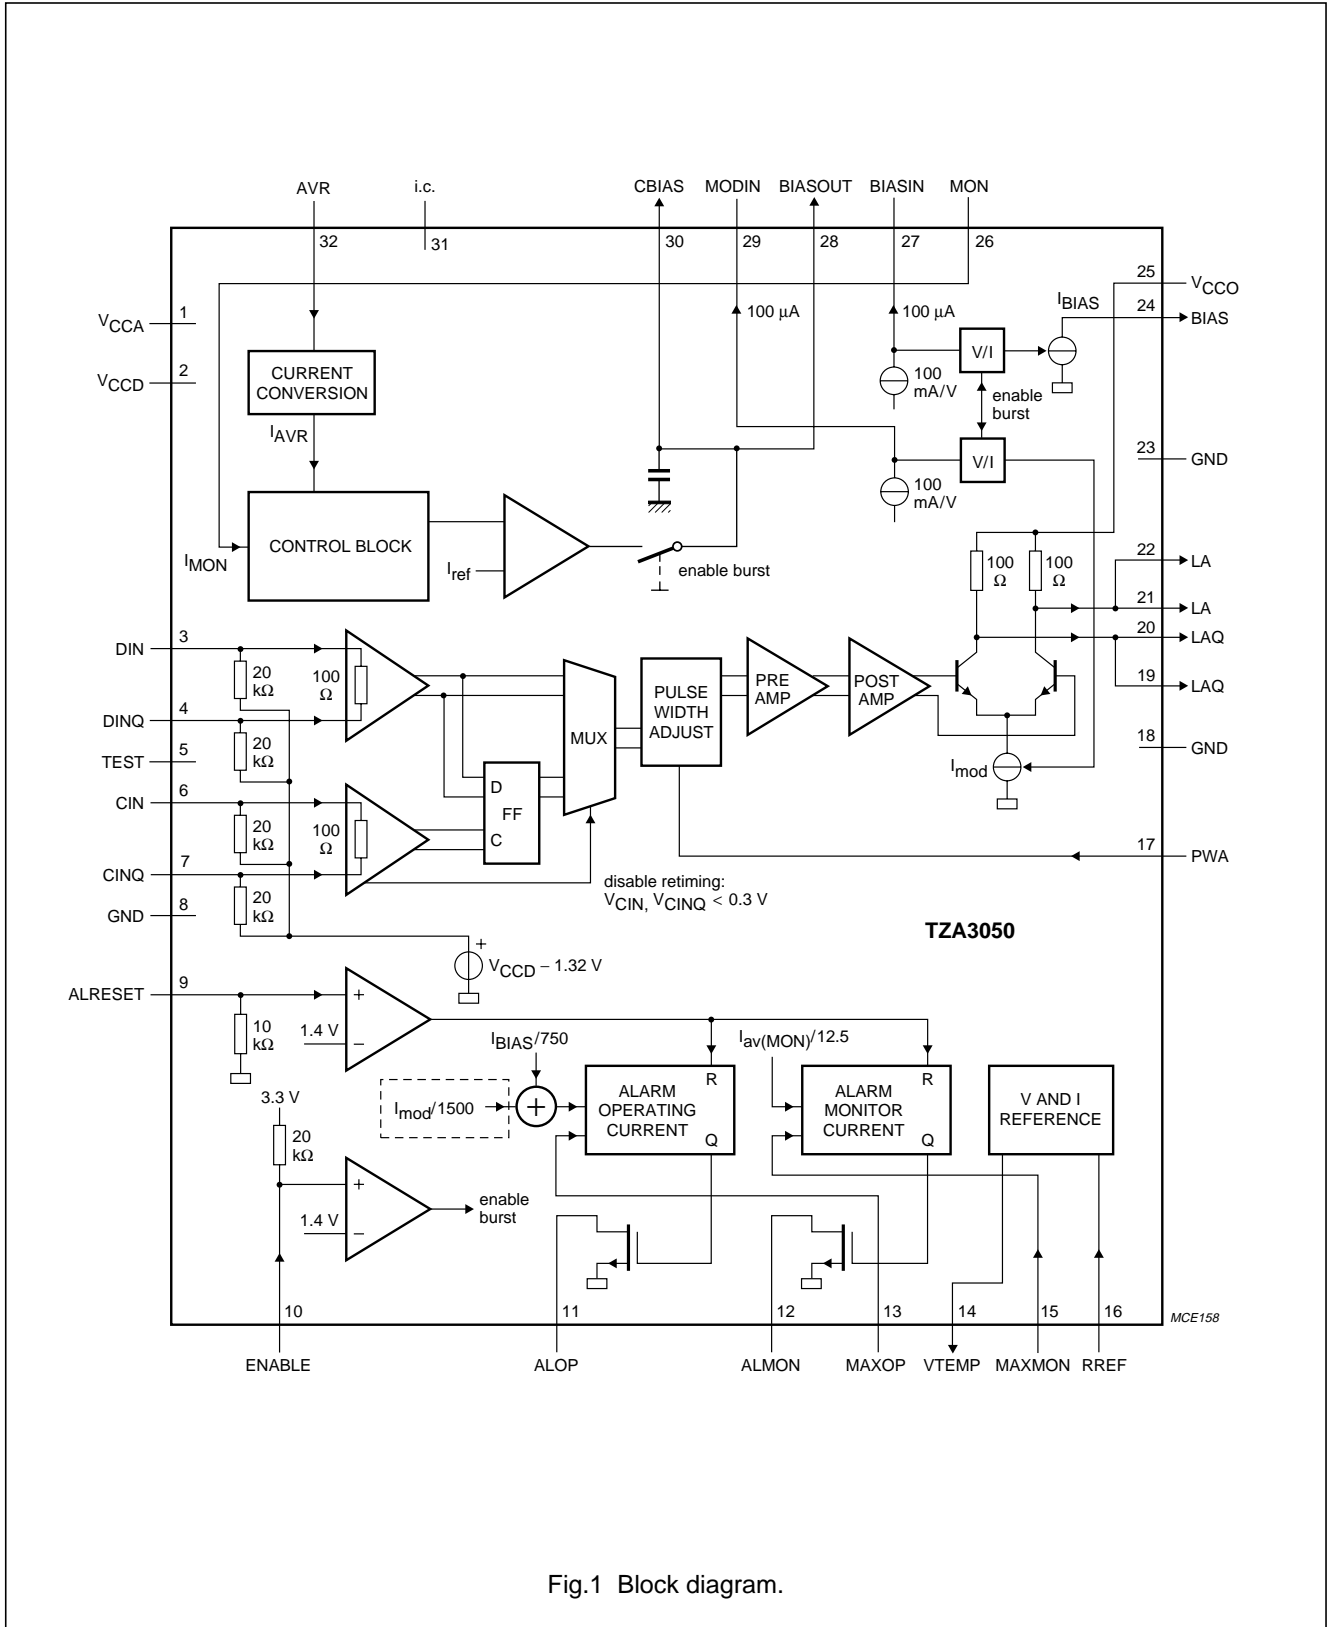 AVR
i.c.
CBIAS
MODIN
BIASOUT
BIASIN
MON
32
31
30
29
28
27
26
VCCA
1
VCCD
2
100 µA
100 µA
25
VCCO
IBIAS
24
BIAS
CURRENT
CONVERSION
IAVR
V/I
100
mA/V
enable
burst
V/I
100
mA/V
23
GND
CONTROL BLOCK
IMON
Iref
enable burst
100
Ω
100
Ω
22
LA
21
LA
20
LAQ
19
LAQ
18
GND
DIN
3
20
kΩ
100
Ω
DINQ
4
20
kΩ
TEST
5
CIN
6
20
kΩ
100
Ω
CINQ
7
20
kΩ
GND
8
D
FF
C
MUX
PULSE
WIDTH
ADJUST
PRE
AMP
POST
AMP
Imod
17
PWA
disable retiming:
VCIN, VCINQ < 0.3 V
TZA3050
+
VCCD − 1.32 V
ALRESET
9
10
kΩ
+
1.4 V
−
IBIAS/750
Iav(MON)/12.5
Imod/1500
+
R
ALARM
OPERATING
CURRENT
Q
R
ALARM
MONITOR
CURRENT
Q
V AND I
REFERENCE
3.3 V
20
kΩ
+
1.4 V
−
enable
burst
10
11
12
13
14
15
16
MCE158
ENABLE
ALOP
ALMON
MAXOP
VTEMP
MAXMON
RREF
Fig.1 Block diagram.